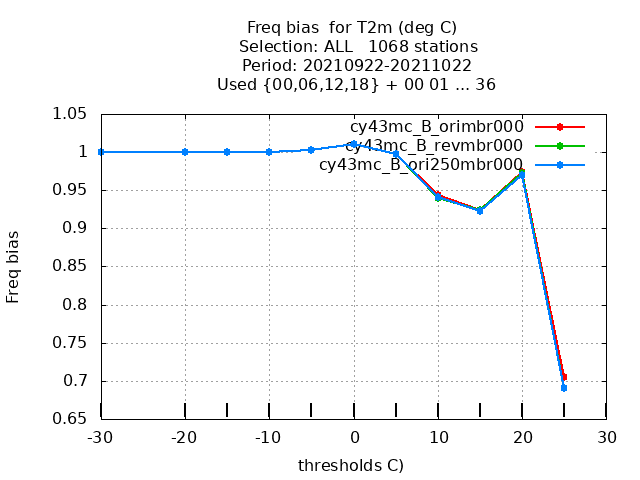 Freq bias  for T2m (deg C)
Selection: ALL   1068 stations
Period: 20210922-20211022
Used {00,06,12,18} + 00 01 ... 36
cy43mc_B_orimbr000
cy43mc_B_revmbr000
cy43mc_B_ori250mbr000
Freq bias
1.05
1
0.95
0.9
0.85
0.8
0.75
0.7
0.65
-30
-20
-10
0
10
20
30
thresholds C)